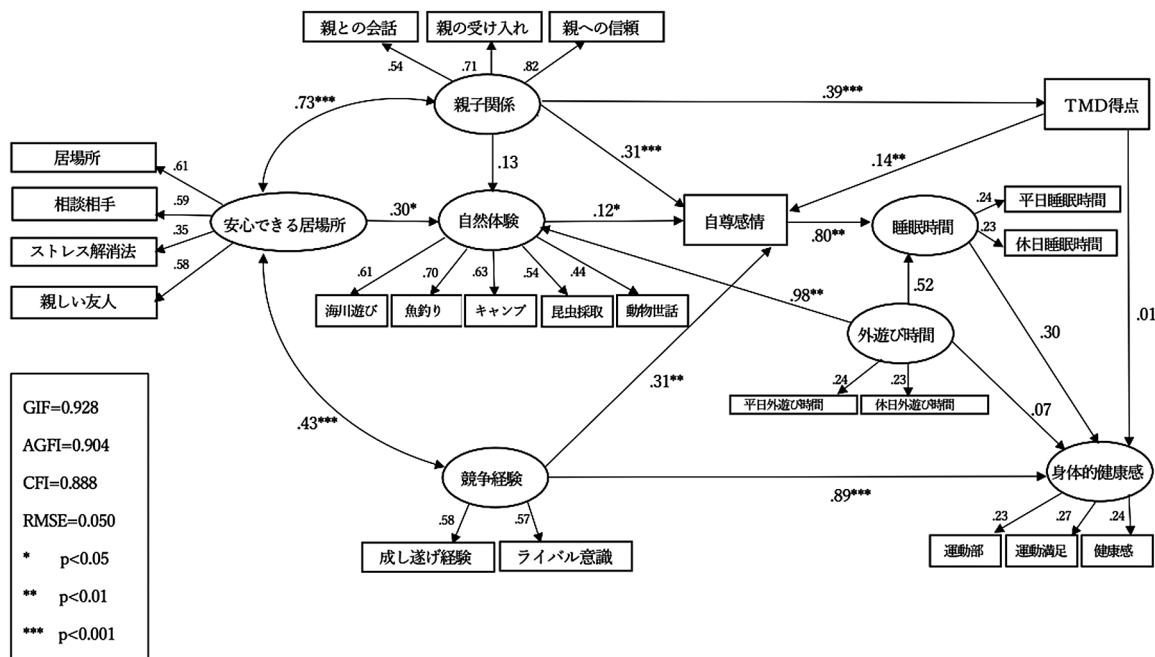 親との会話
親の受け入れ
親への信頼
.54
.71
.82
親子関係
.73***
.39***
TMD得点
.13
.31***
.14**
居場所
.61
相談相手
.59
ストレス解消法
.35
親しい友人
.58
安心できる居場所
.30*
自然体験
.12*
自尊感情
.80**
睡眠時間
.24
平日睡眠時間
.23
休日睡眠時間
.61
.70
.63
.54
.44
海川遊び
魚釣り
キャンプ
昆虫採取
動物世話
.98**
.52
外遊び時間
.30
.01
.24
.23
平日外遊び時間
休日外遊び時間
.07
.31**
.43***
競争経験
.89***
身体的健康感
.58
.57
成し遂げ経験
ライバル意識
.23
.27
.24
運動部
運動満足
健康感
GIF=0.928
AGFI=0.904
CFI=0.888
RMSE=0.050
* p<0.05
** p<0.01
*** p<0.001